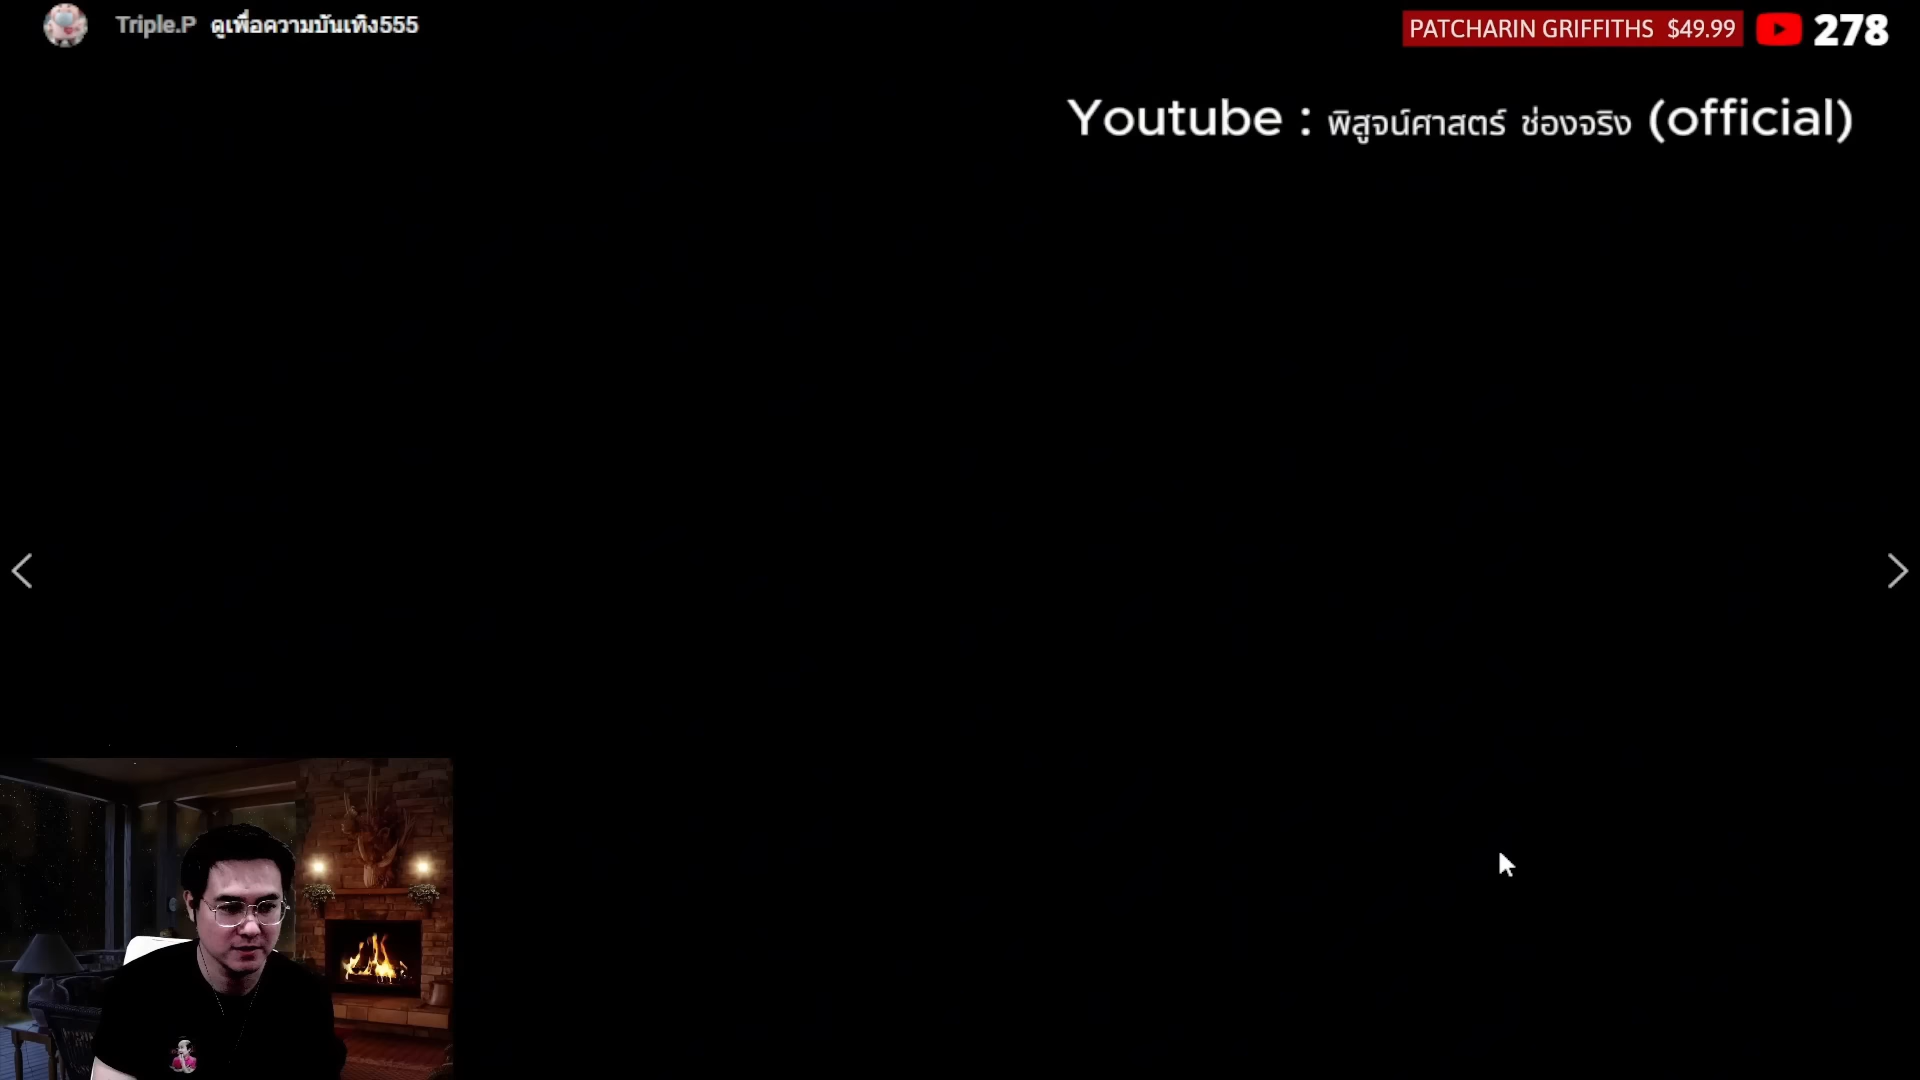 Triple.P ดูเพื่อความบันเทิง555
PATCHARIN GRIFFITHS $49.99 278
Youtube : พิสูจน์ศาสตร์ ช่องจริง (official)